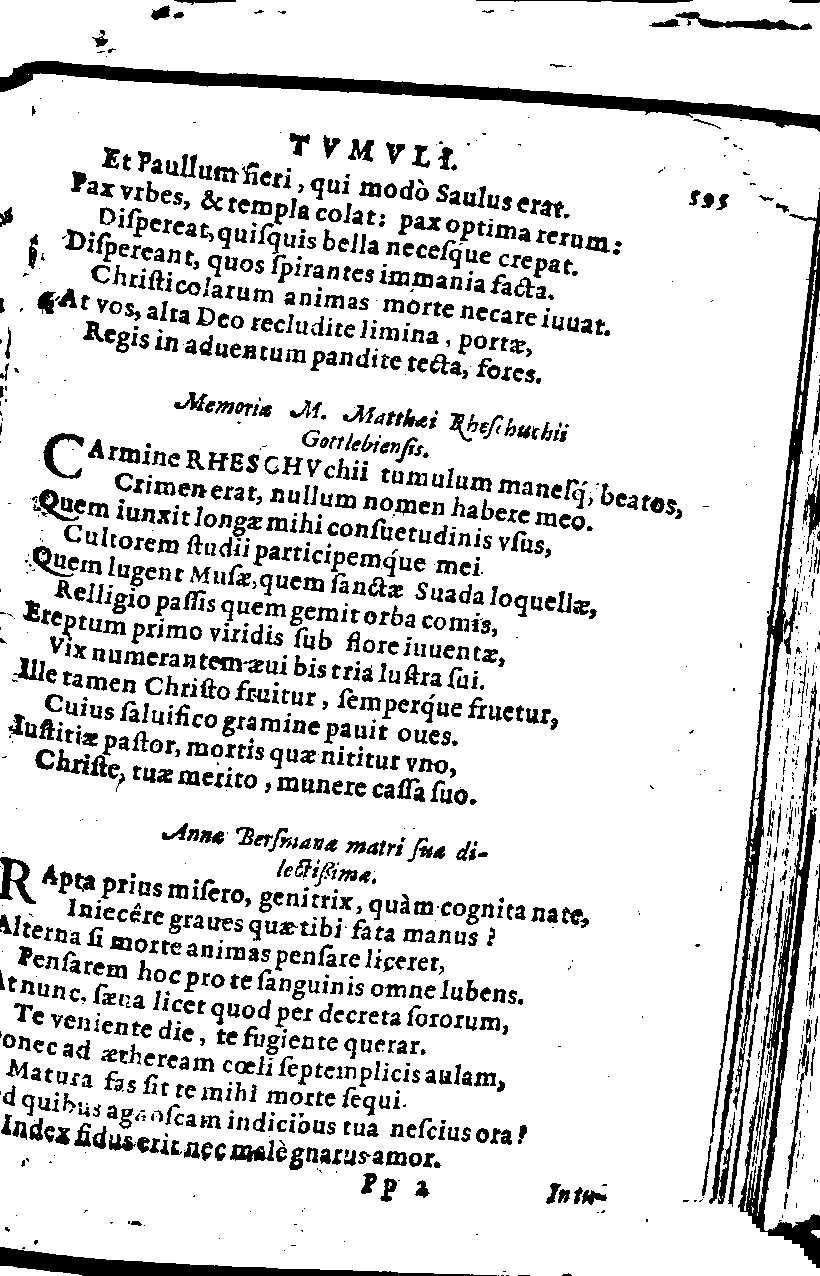 TVMVLI.
595
Et Paullum fieri, qui modò Saulus erat.
Pax vrbes, & templa colat: pax optima rerum:
Diſpereat, quiſquis bella neceſque crepat.
Diſpereant, quos ſpirantes immania facta.
Chriſticolarum animas morte necare iuuat.
At vos, alta Deo recludite limina, portæ,
Regis in aduentum pandite tecta, fores.
Memoriæ M. Matthæi Rheſchuchii
Gottlebienſis.
CArmine RHESCHVchii tumulum maneſq́, beatos,
Crimen erat, nullum nomen habere meo.
Quem iunxit longæ mihi conſuetudinis vſus,
Cultorem ſtudii participemq́ue mei.
Quem lugent Muſæ, quem ſanctæ Suada loquellæ,
Relligio paſſis quem gemit orba comis,
Ereptum primo viridis ſub flore iuuentæ,
Vix numerantem æui bis tria luſtra ſui.
Ille tamen Chriſto fruitur, ſemperq́ue fruetur,
Cuius ſaluifico gramine pauit oues.
Iuſtitiæ paſtor, mortis quæ nititur vno,
Chriſte, tuæ merito, munere caſſa ſuo.
Annæ Berſmanæ matri ſuæ di-
lectißimæ.
RApta prius miſero, genitrix, quàm cognita nate,
Iniecêre graues quæ tibi fata manus?
Alterna ſi morte animas penſare liceret,
Penſarem hoc pro te ſanguinis omne lubens.
At nunc, ſæua licet quod per decreta ſororum,
Te veniente die, te fugiente querar.
onec ad ætheream cœli ſeptemplicis aulam,
Matura fas ſit te mihi morte ſequi.
d quibus agnoſcam indiciis tua neſcius ora?
Index fidus erit nec malè gnarus amor.
Pp 2
Intu-